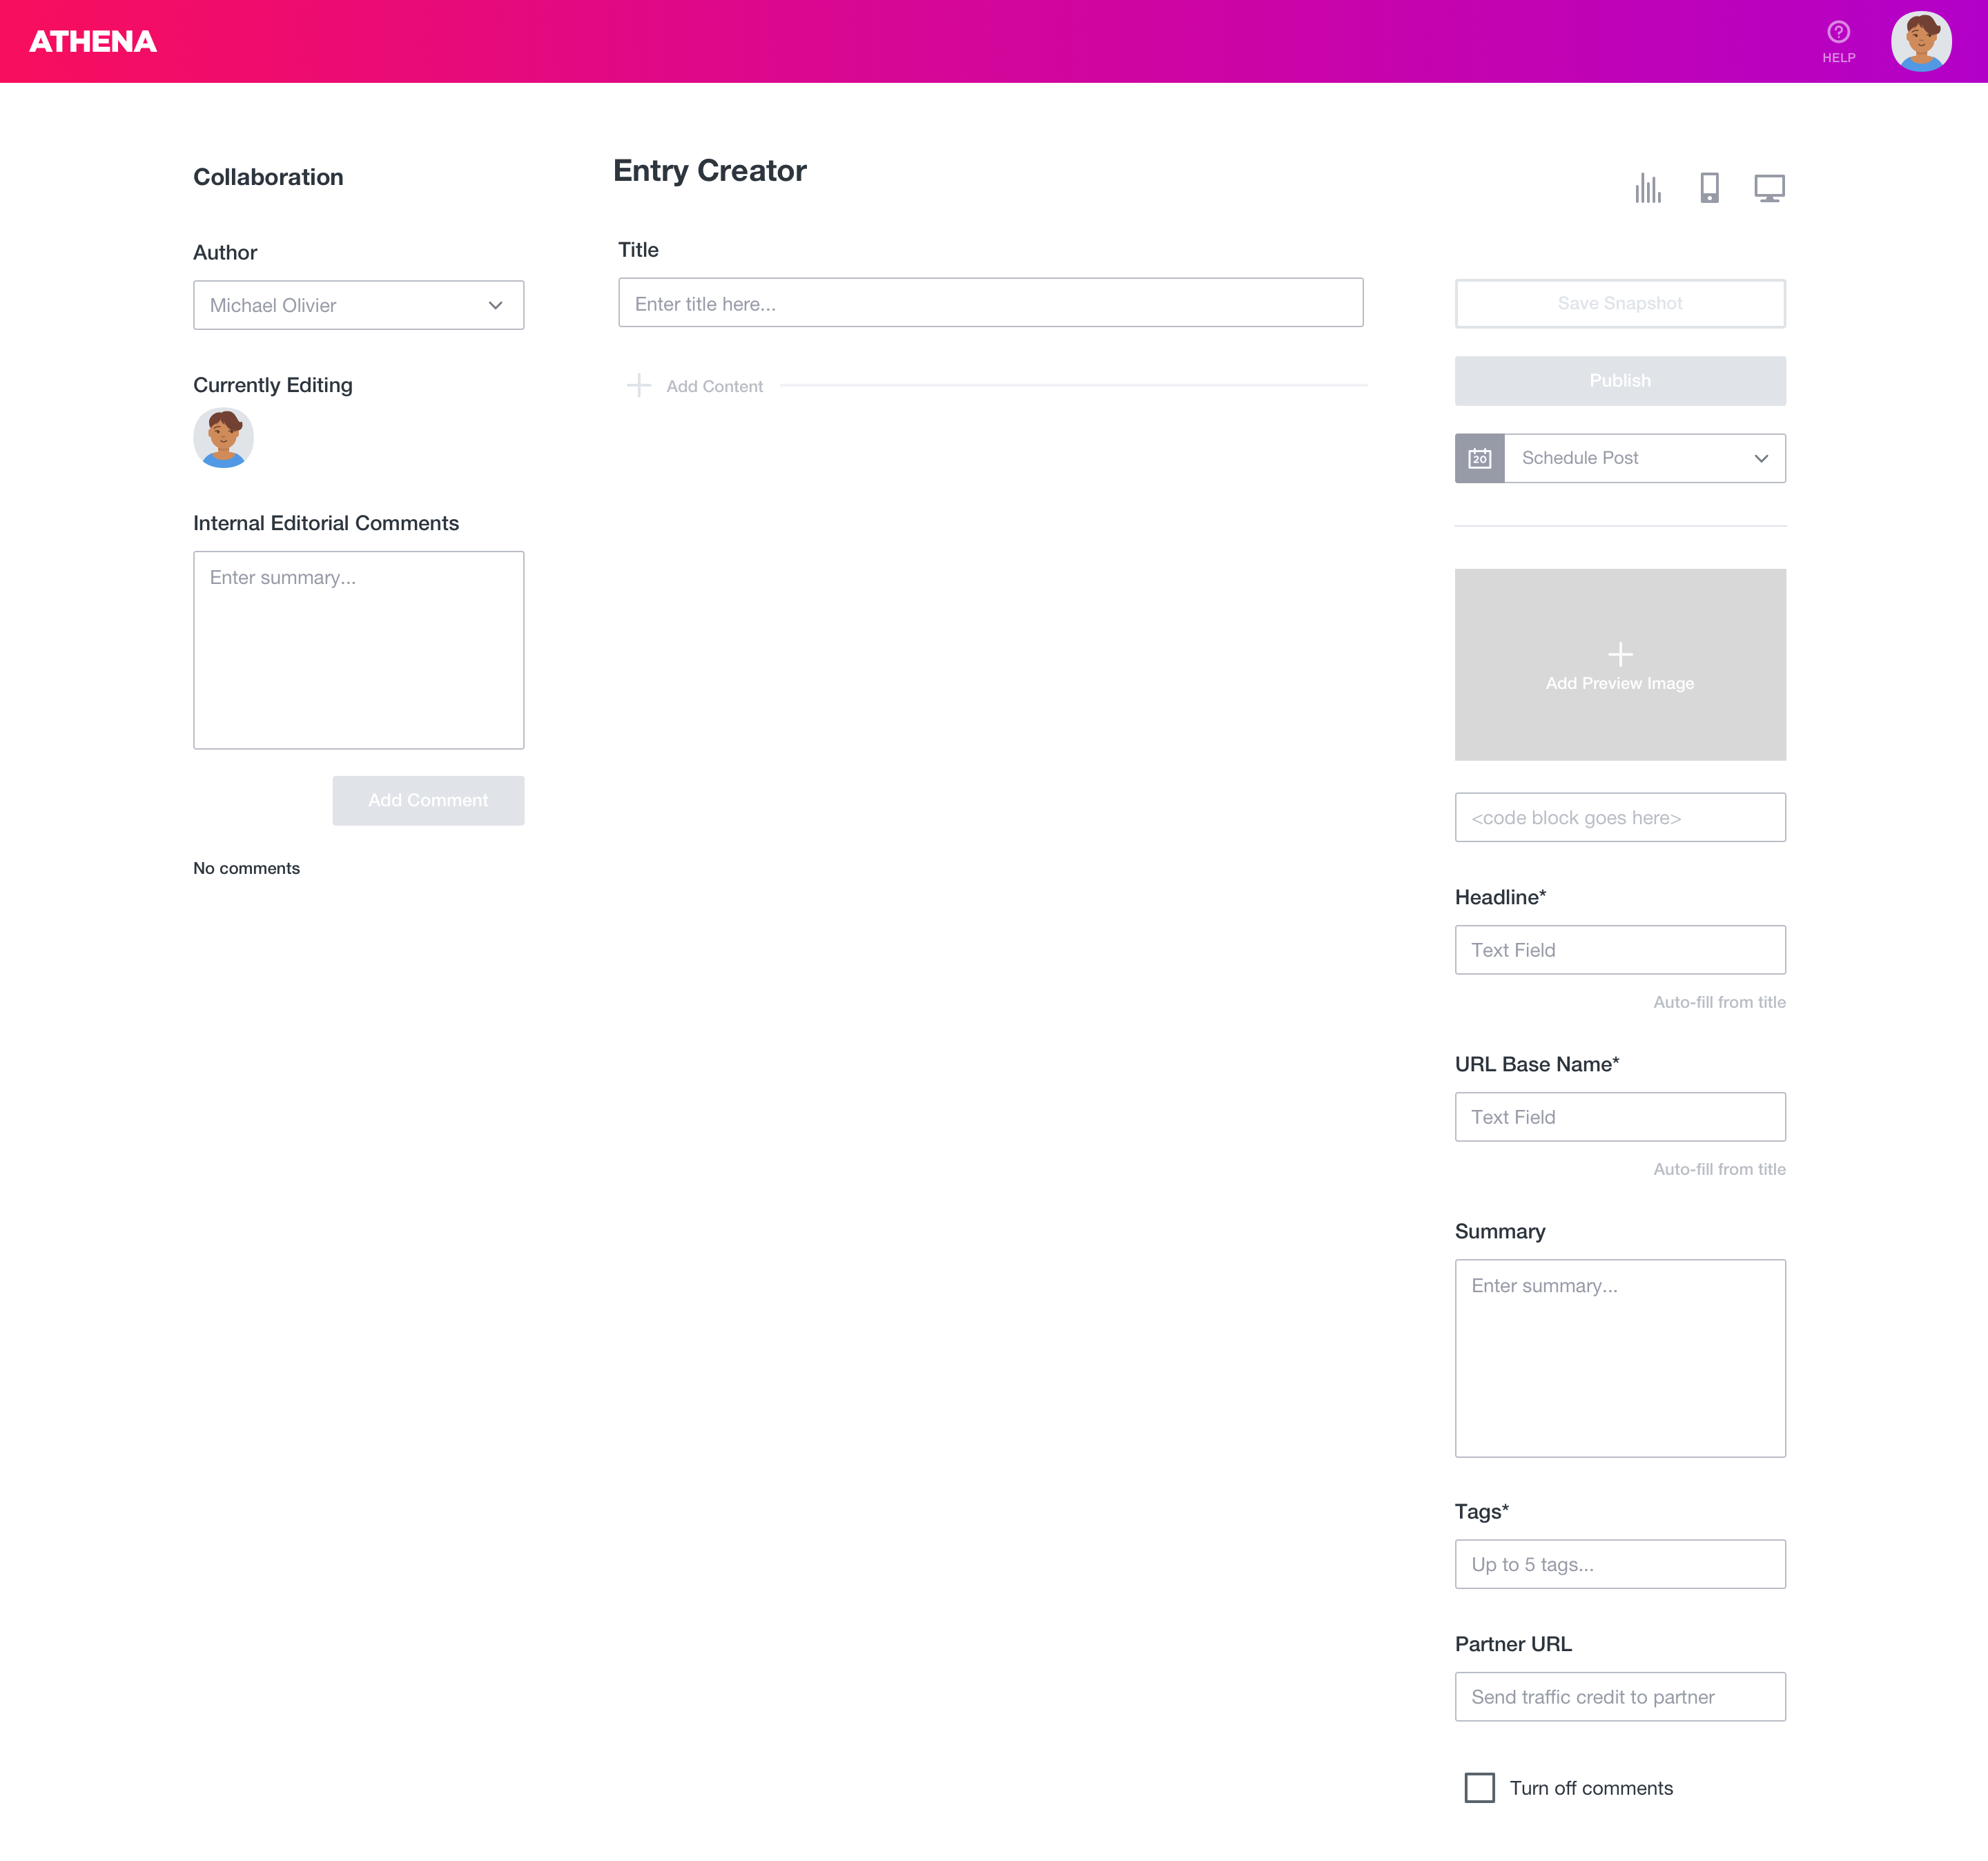 ATHENA
HELP
Collaboration
Author
Michael Olivier
Currently Editing
Internal Editorial Comments
Enter summary...
Add Comment
No comments
Entry Creator
Title
Enter title here...
Add Content
Save Snapshot
Publish
20
Schedule Post
Add Preview Image
<code block goes here>
Headline*
Text Field
Auto-fill from title
URL Base Name*
Text Field
Auto-fill from title
Summary
Enter summary...
Tags*
Up to 5 tags...
Partner URL
Send traffic credit to partner
Turn off comments